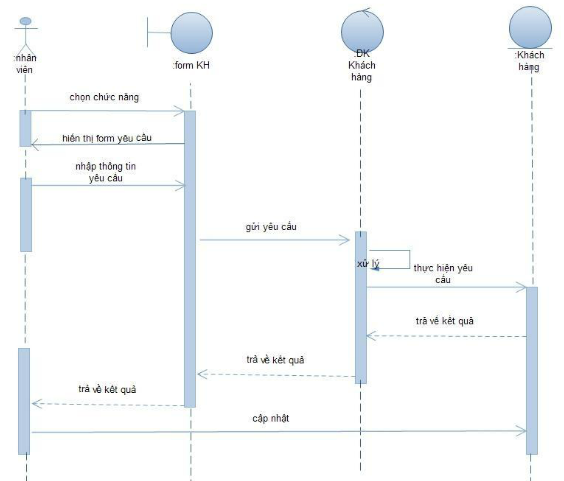 :nhân
viên
:form KH
:ĐK
Khách
hàng
:Khách
hàng
chọn chức năng
hiển thị form yêu cầu
nhập thông tin
yêu cầu
gửi yêu cầu
xử lý
thực hiện yêu
cầu
trả về kết quả
trả về kết quả
trả về kết quả
cập nhật